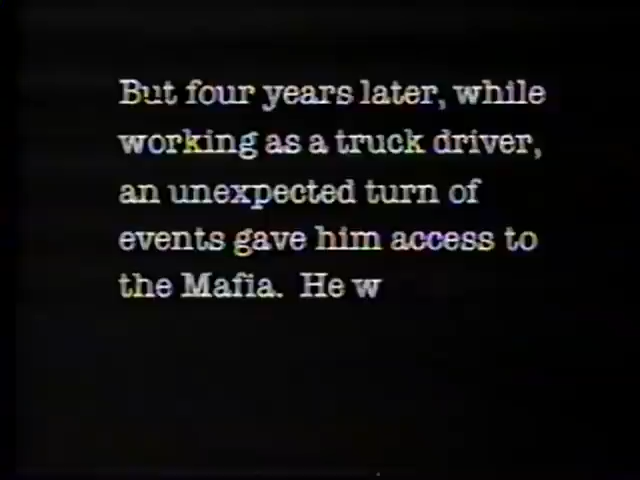 But four years later, while
working as a truck driver,
an unexpected turn of
events gave him access to
the Mafia. He w